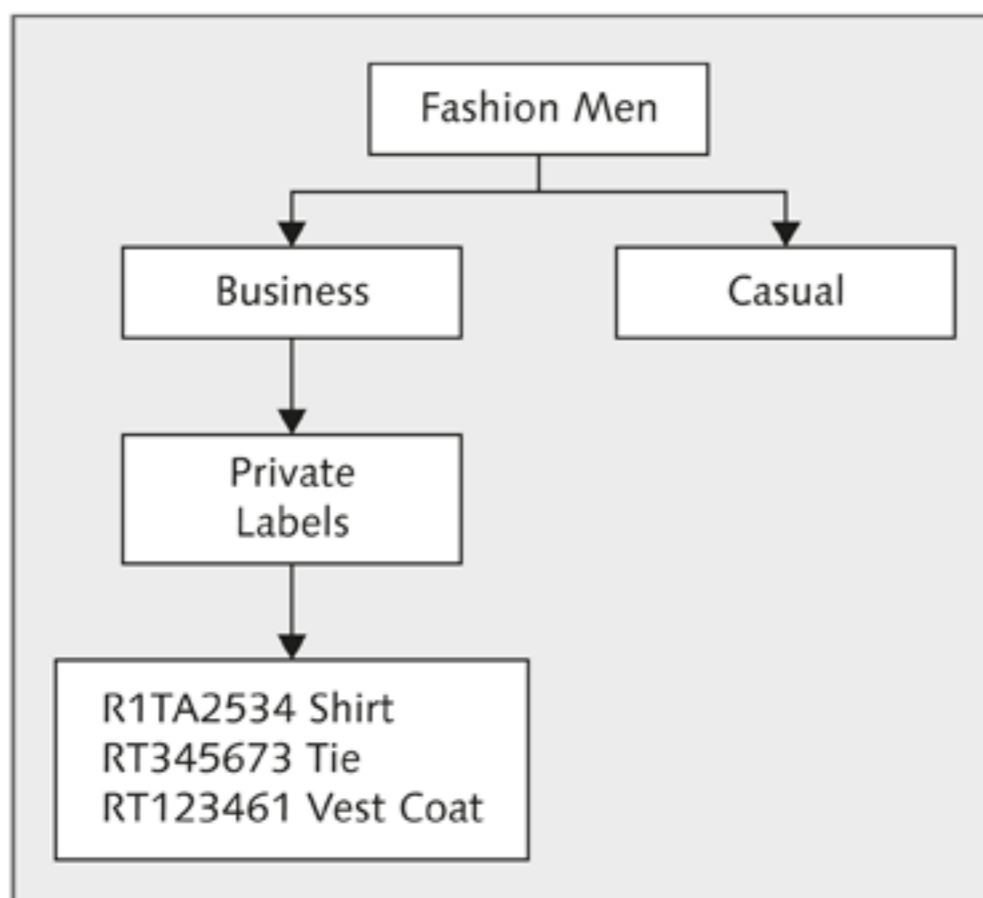 Fashion Men
Business
Casual
Private
Labels
R1TA2534 Shirt
RT345673 Tie
RT123461 Vest Coat